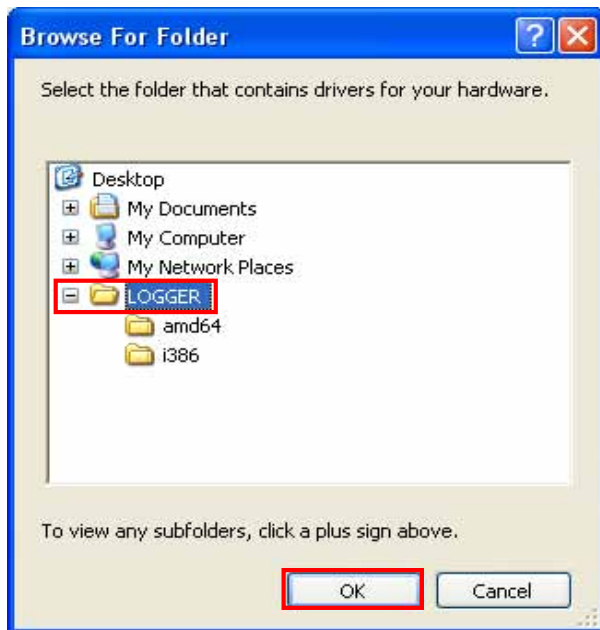 Browse For Folder
Select the folder that contains drivers for your hardware.
Desktop
My Documents
My Computer
My Network Places
LOGGER
amd64
i386
To view any subfolders, click a plus sign above.
OK Cancel